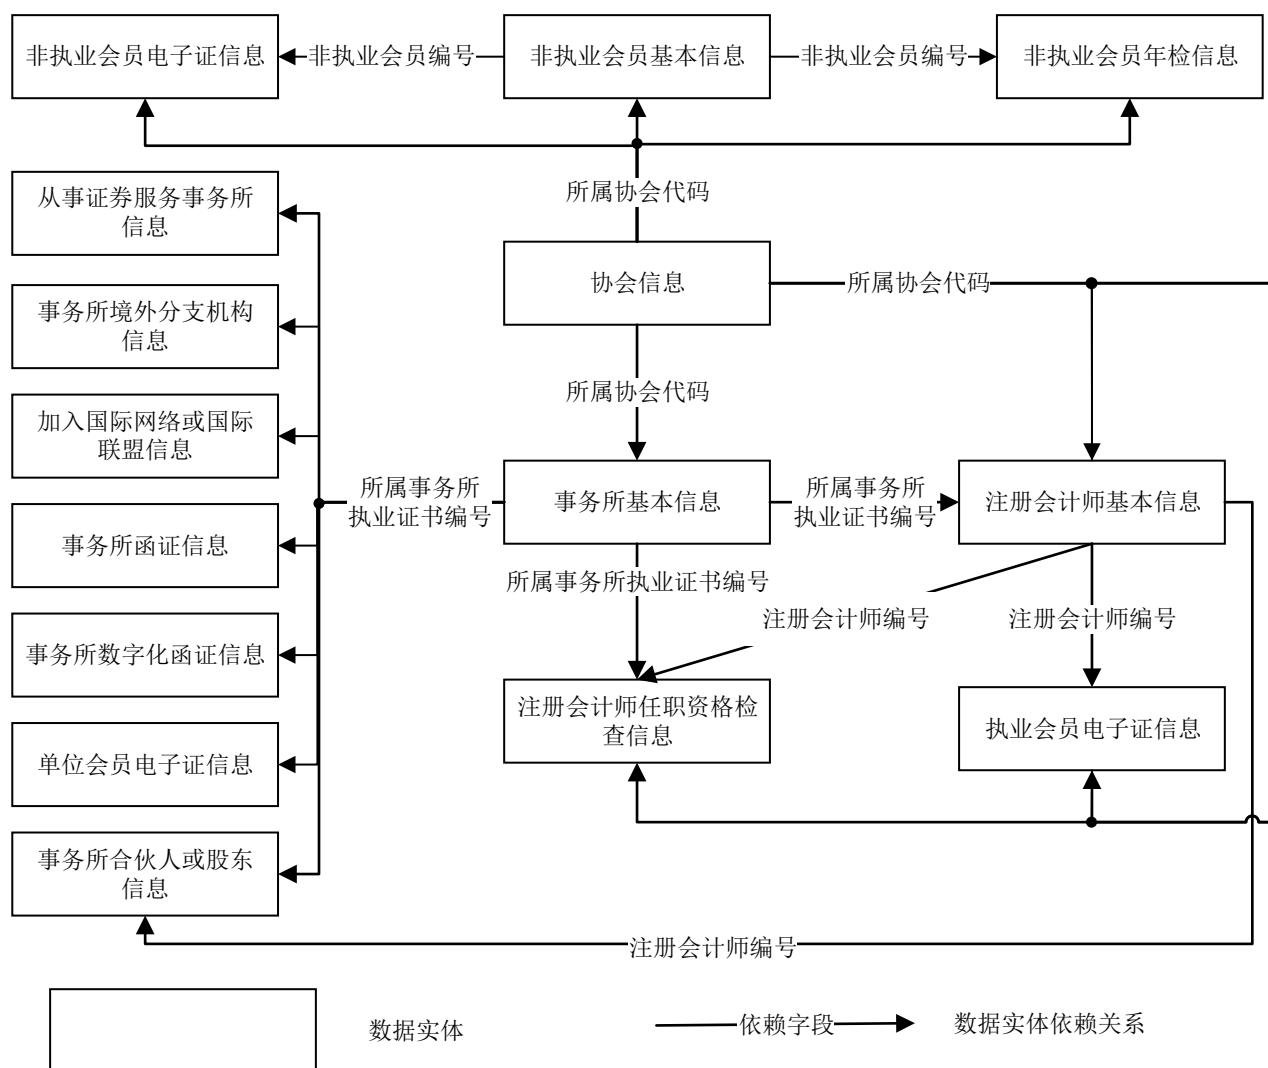 非执业会员电子证信息
非执业会员编号
非执业会员基本信息
非执业会员编号
非执业会员年检信息
所属协会代码
从事证券服务事务所
信息
协会信息
所属协会代码
事务所境外分支机构
信息
所属协会代码
加入国际网络或国际
联盟信息
所属事务所
执业证书编号
事务所基本信息
所属事务所
执业证书编号
注册会计师基本信息
事务所函证信息
所属事务所执业证书编号
注册会计师编号
注册会计师编号
事务所数字化函证信息
注册会计师任职资格检
查信息
执业会员电子证信息
单位会员电子证信息
事务所合伙人或股东
信息
注册会计师编号
数据实体
依赖字段
数据实体依赖关系